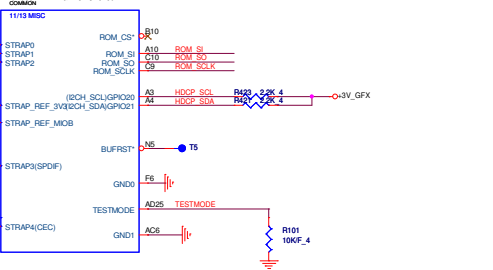 COMMON
11/13 MISC
ROM_CS*
B10
STRAP0
STRAP1
STRAP2
ROM_SI
A10
ROM_SI
ROM_SO
C10
ROM_SO
ROM_SCLK
C9
ROM_SCLK
(I2CH_SCL)GPIO20
A3
HDCP_SCL
R423
2.2K_4
+3V_GFX
STRAP_REF_3V3
(I2CH_SDA)GPIO21
A4
HDCP_SDA
R421
2.2K_4
STRAP_REF_MIOB
BUFRST*
N5
T5
STRAP3(SPDIF)
GND0
F6
TESTMODE
AD25
TESTMODE
STRAP4(CEC)
GND1
AC6
R101
10K/F_4